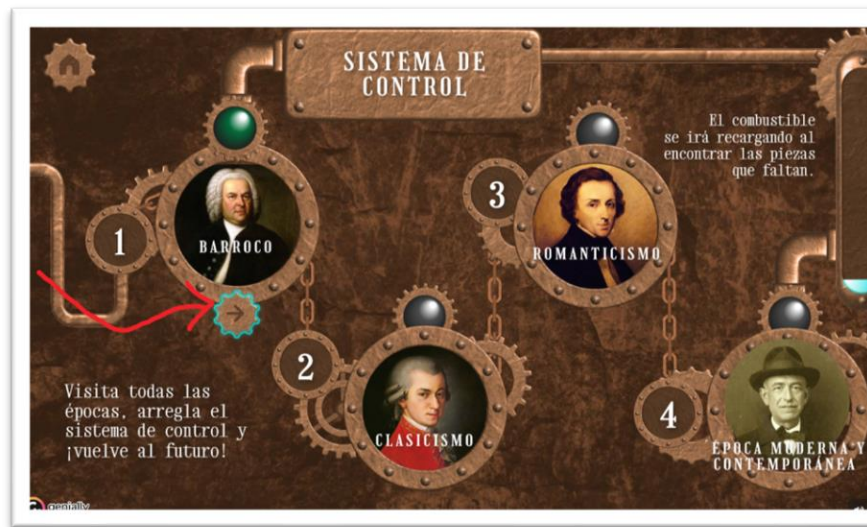 SISTEMA DE
CONTROL
El combustible
se irá recargando al
encontrar las piezas
que faltan.
1
BARROCO
3
ROMANTICISMO
2
CLASICISMO
4
ÉPOCA MODERNA Y
CONTEMPORÁNEA
Visita todas las
épocas, arregla el
sistema de control y
¡vuelve al futuro!
genially